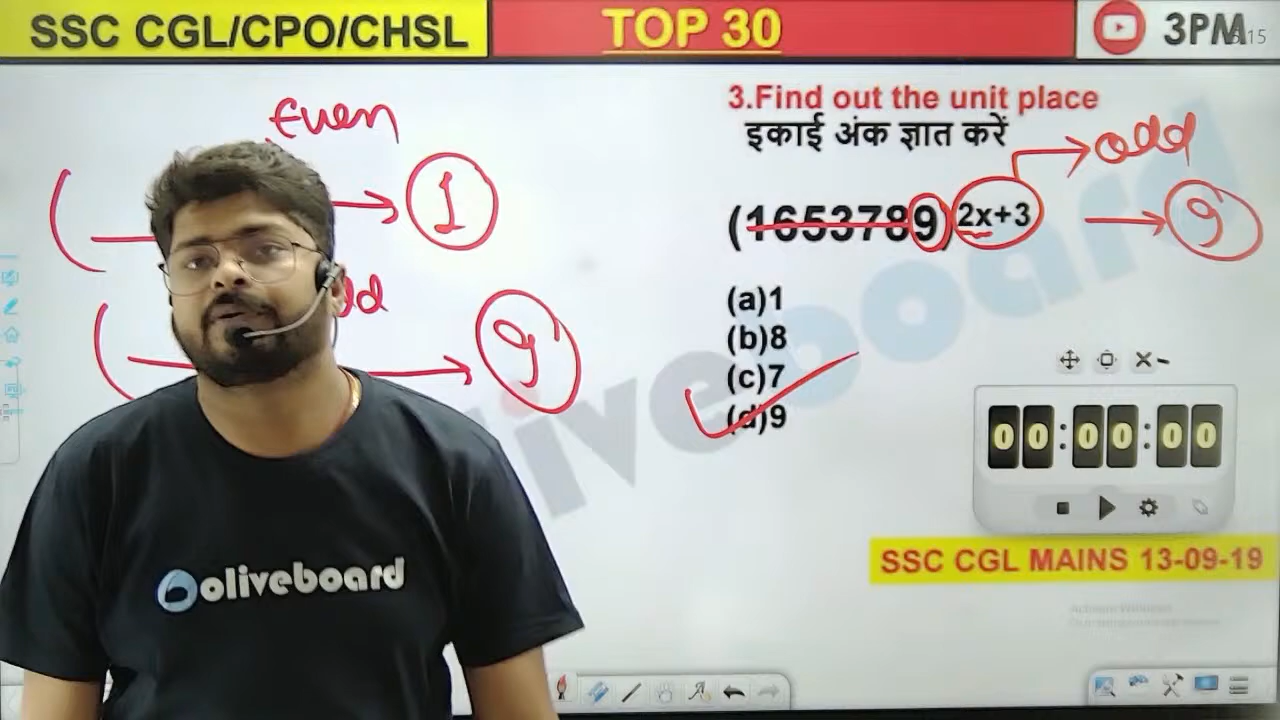 SSC CGL/CPO/CHSL
TOP 30
3PM
3.Find out the unit place
इकाई अंक ज्ञात करें
(1653789)2x+3
odd
9
(a)1
(b)8
(c)7
(d)9
Even
1
9
00:00:00
SSC CGL MAINS 13-09-19
oliveboard
oliveboard